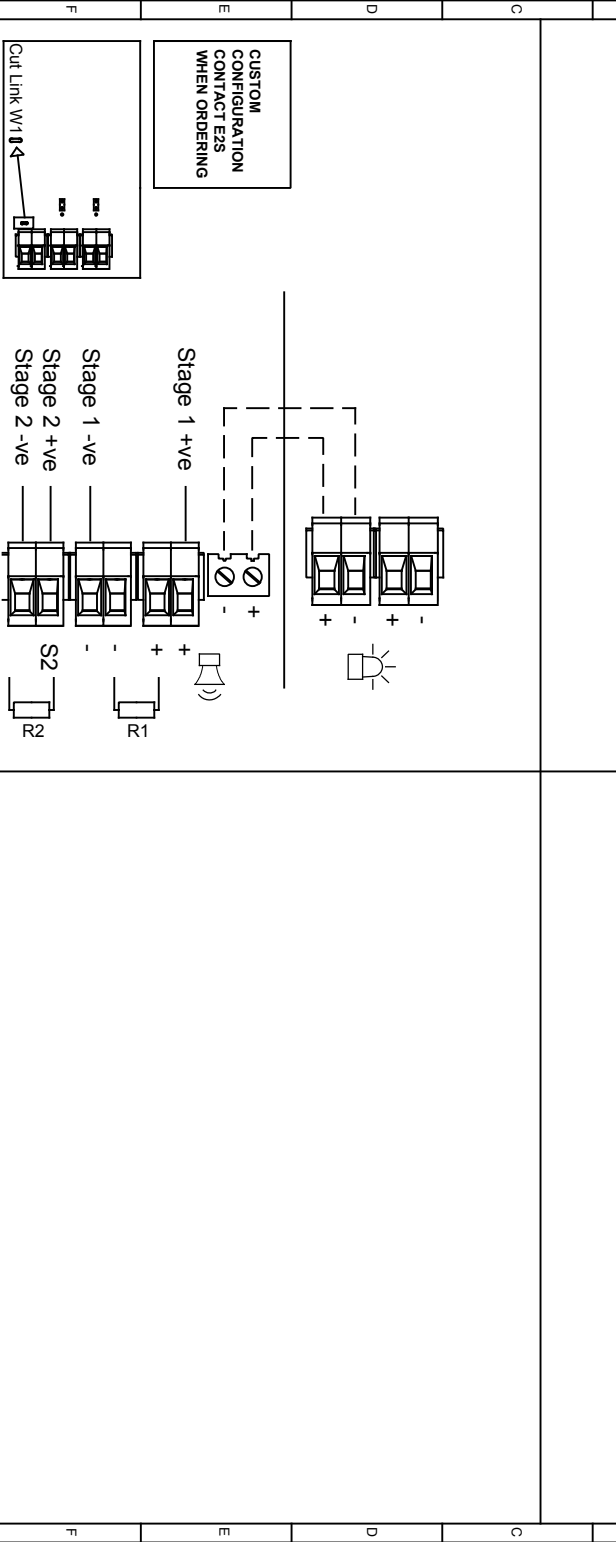 F
E
D
C
CUSTOM
CONFIGURATION
CONTACT E2S
WHEN ORDERING
Cut Link W1
Stage 1 +ve
Stage 1 -ve
Stage 2 +ve
Stage 2 -ve
+ - + -
- +
S2 - - + +
R2
R1
F
E
D
C